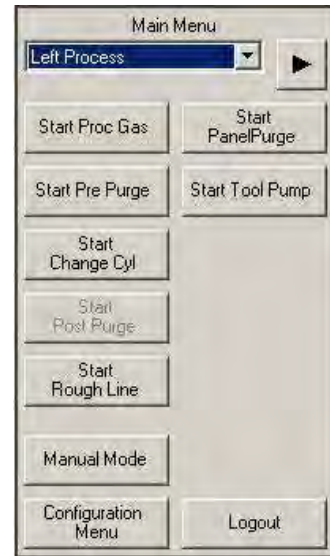 Main Menu
Left Process
Start Proc Gas
Start
PanelPurge
Start Pre Purge
Start Tool Pump
Start
Change Cyl
Start
Post Purge
Start
Rough Line
Manual Mode
Configuration
Menu
Logout